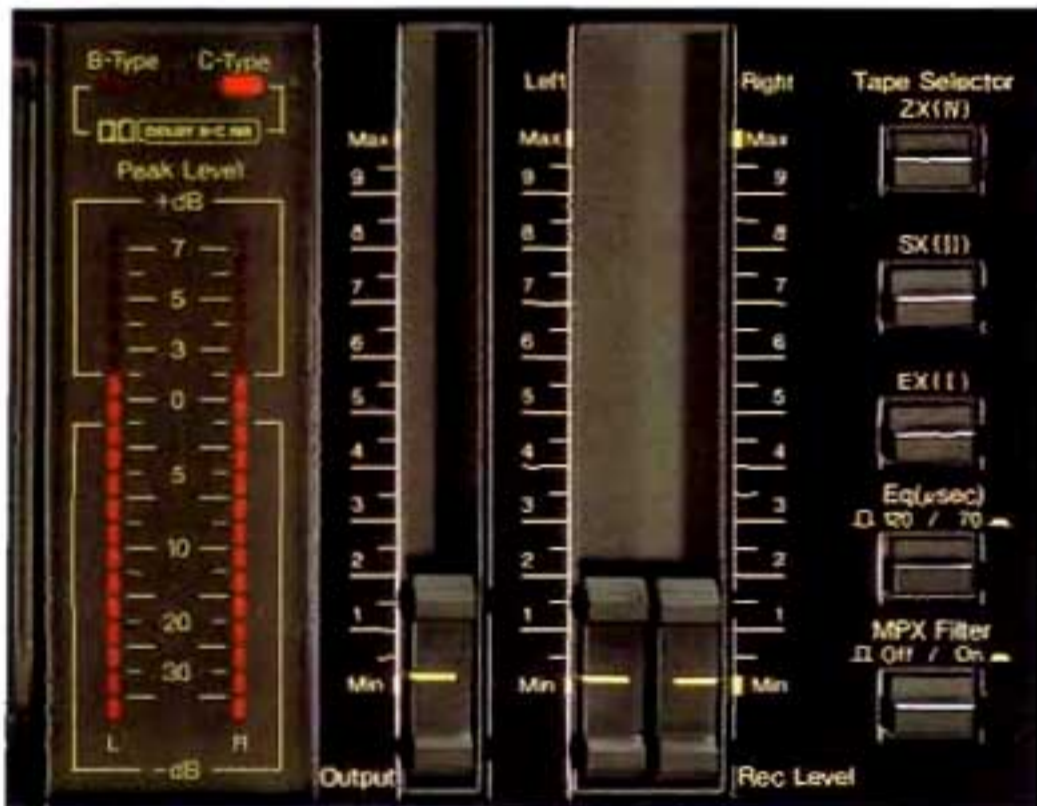 B-Type C-Type
DOLBY B-C NR
Peak Level
+dB
7
5
3
0
5
10
20
30
L R
-dB
Max
9
8
7
6
5
4
3
2
1
Min
Output
Left Right
Max Max
9 9
8 8
7 7
6 6
5 5
4 4
3 3
2 2
1 1
Min Min
Rec Level
Tape Selector
ZX(IV)
SX(II)
EX(I)
Eq(μsec)
120 / 70
MPX Filter
Off / On